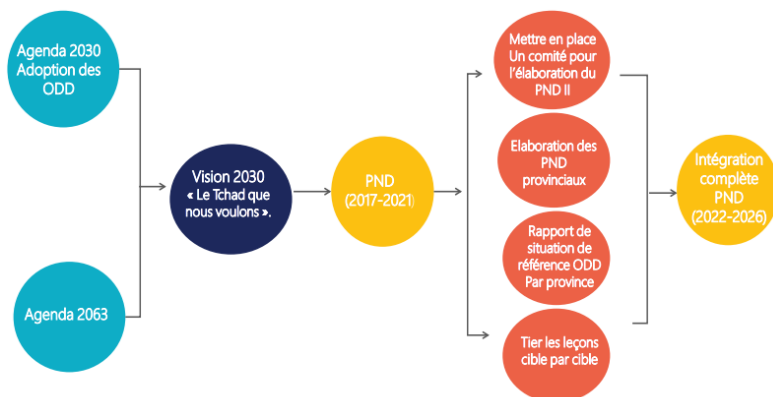 Agenda 2030
Adoption des
ODD
Agenda 2063
Vision 2030
« Le Tchad que
nous voulons ».
PND
(2017-2021)
Mettre en place
Un comité pour
l'élaboration du
PND II
Elaboration des
PND
provinciaux
Rapport de
situation de
référence ODD
Par province
Tier les leçons
cible par cible
Intégration
complète
PND
(2022-2026)